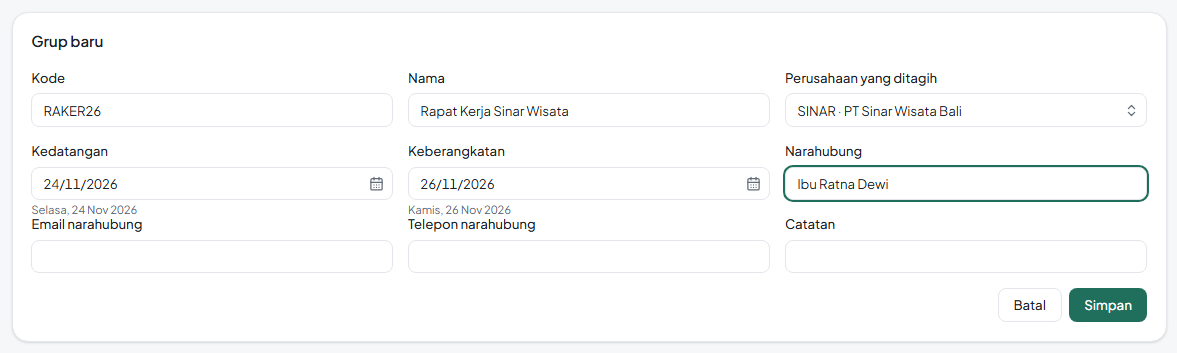 Grup baru
Kode
Nama
Perusahaan yang ditagih
RAKER26
Rapat Kerja Sinar Wisata
SINAR · PT Sinar Wisata Bali
Kedatangan
Keberangkatan
Narahubung
24/11/2026
26/11/2026
Ibu Ratna Dewi
Selasa, 24 Nov 2026
Kamis, 26 Nov 2026
Email narahubung
Telepon narahubung
Catatan
Batal
Simpan